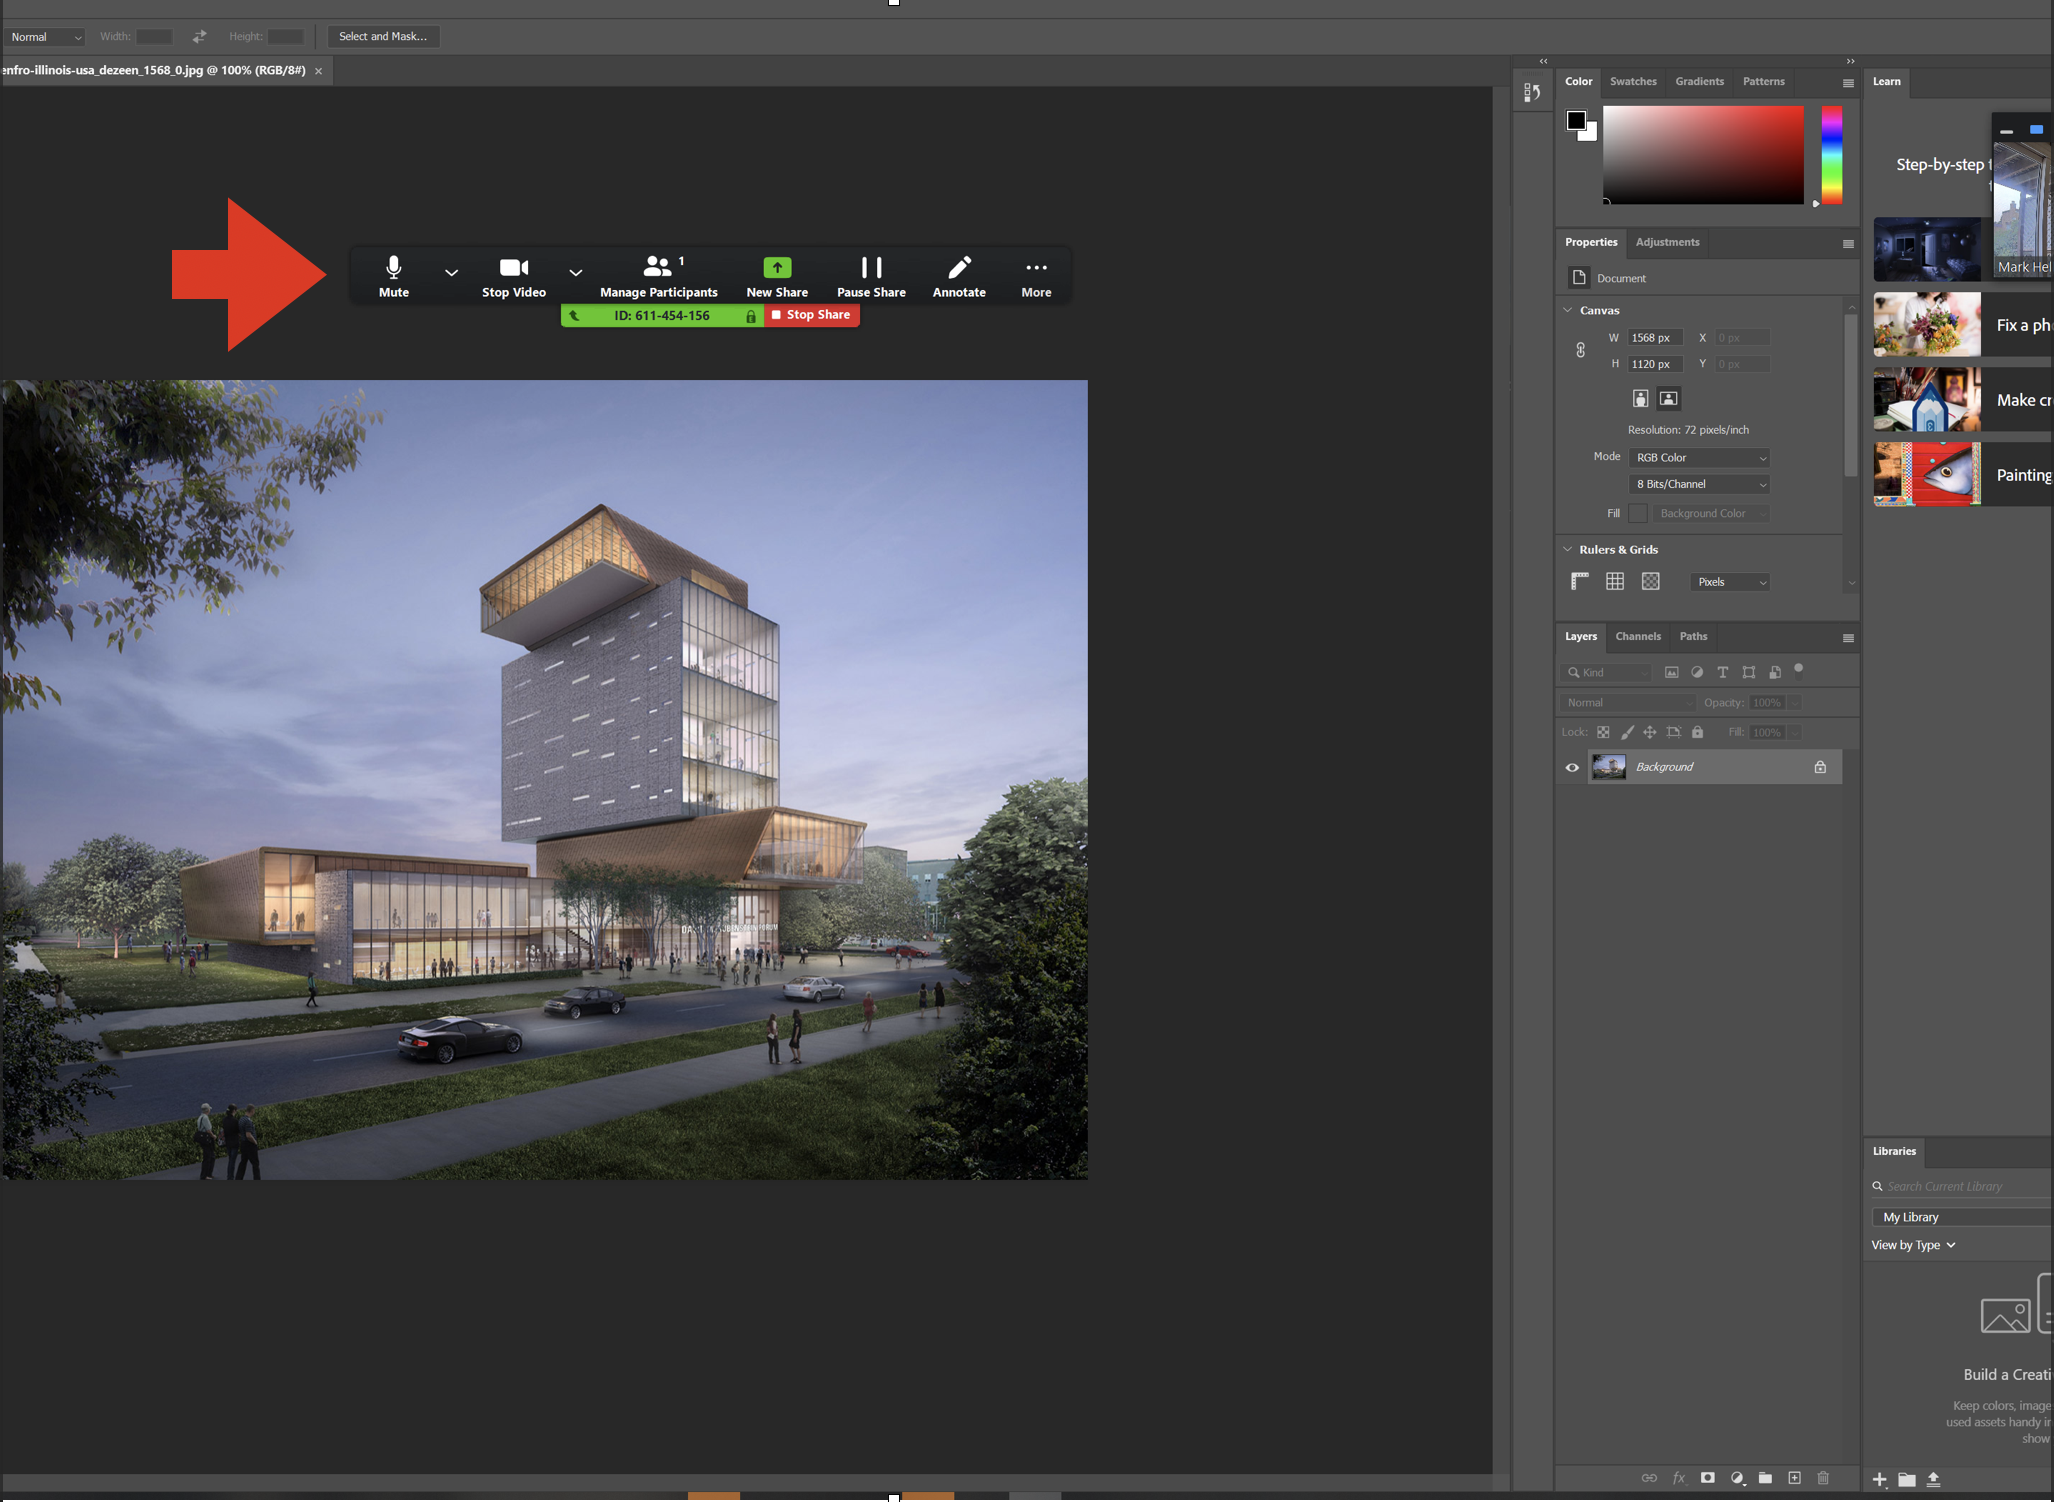 Normal Width: Height: Select and Mask...
enfro-illinois-usa_dezeen_1568_0.jpg @ 100% (RGB/8#) ×
Mute Stop Video Manage Participants 1 New Share Pause Share Annotate More
ID: 611-454-156 Stop Share
Color Swatches Gradients Patterns
Properties Adjustments
Document
Canvas
W 1568 px X 0 px
H 1120 px Y 0 px
Resolution: 72 pixels/inch
Mode RGB Color
8 Bits/Channel
Fill Background Color
Rulers & Grids
Pixels
Layers Channels Paths
Kind
Normal Opacity: 100%
Lock: Fill: 100%
Background
fx
Learn
Step-by-step
Mark Hel
Fix a ph
Make cr
Painting
Libraries
Search Current Library
My Library
View by Type
Build a Creati
Keep colors, image
used assets handy in
show